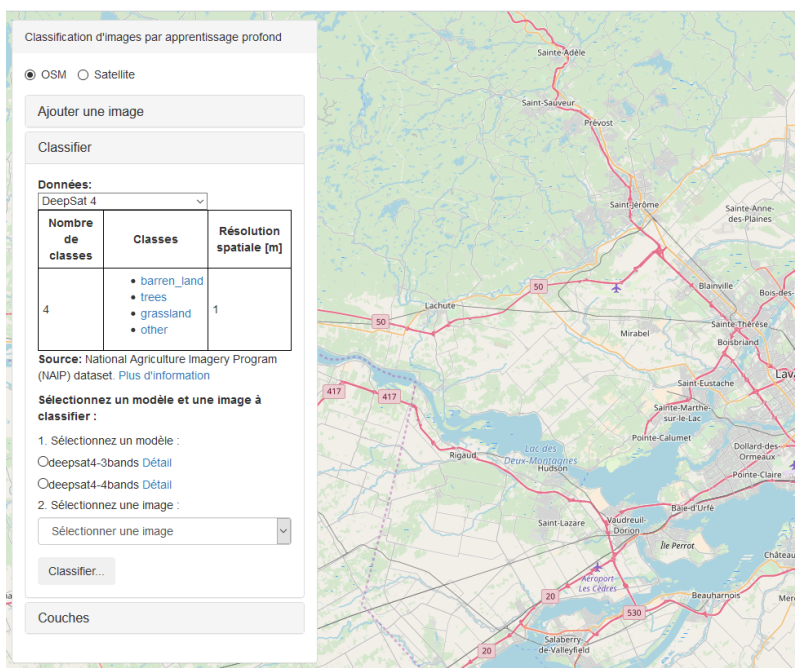 Classification d'images par apprentissage profond
OSM
Satellite
Ajouter une image
Classifier
Données:
DeepSat 4
Nombre de classes
Classes
Résolution spatiale [m]
4
barren_land
trees
grassland
other
1
Source: National Agriculture Imagery Program
(NAIP) dataset. Plus d'information
Sélectionnez un modèle et une image à
classifier :
1. Sélectionnez un modèle :
deepsat4-3bands Détail
deepsat4-4bands Détail
2. Sélectionnez une image :
Sélectionner une image
Classifier...
Couches
Sainte-Adèle
Saint-Sauveur
Prévost
Saint-Jérôme
Sainte-Anne-
des-Plaines
50
Blainville
Bois-des-
Lachute
50
Mirabel
Sainte-Thérèse
Boisbriand
Lava
Saint-Eustache
417
417
Sainte-Marthe-
sur-le-Lac
Pointe-Calumet
Lac des
Deux-Montagnes
Rigaud
Hudson
Dollard-des-
Ormeaux
Pointe-Claire
Baie-d'Urfé
Saint-Lazare
Vaudreuil-
Dorion
Île Perrot
Château
Aéroport
Les Cèdres
20
530
Beauharnois
Mer
Salaberry-
de-Valleyfield
20